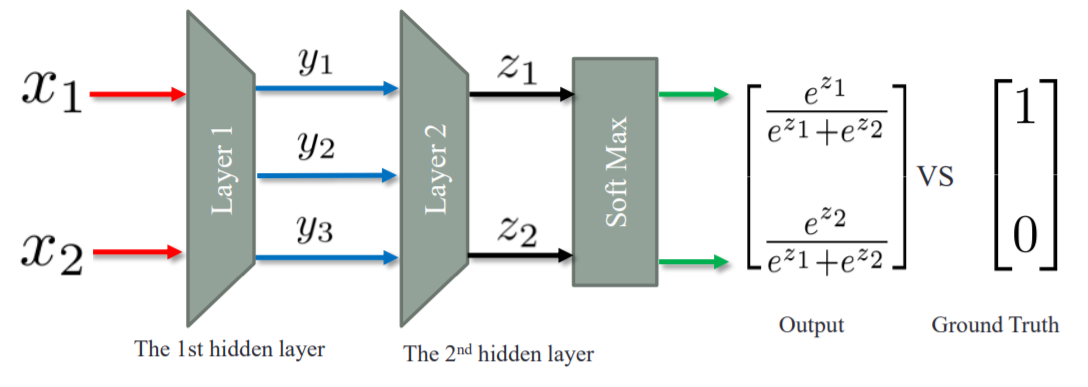 x₁
x₂
Layer 1
y₁
y₂
y₃
Layer 2
z₁
z₂
Soft Max
e^z1 / (e^z1 + e^z2)
e^z2 / (e^z1 + e^z2)
VS
1
0
Output
Ground Truth
The 1st hidden layer
The 2nd hidden layer